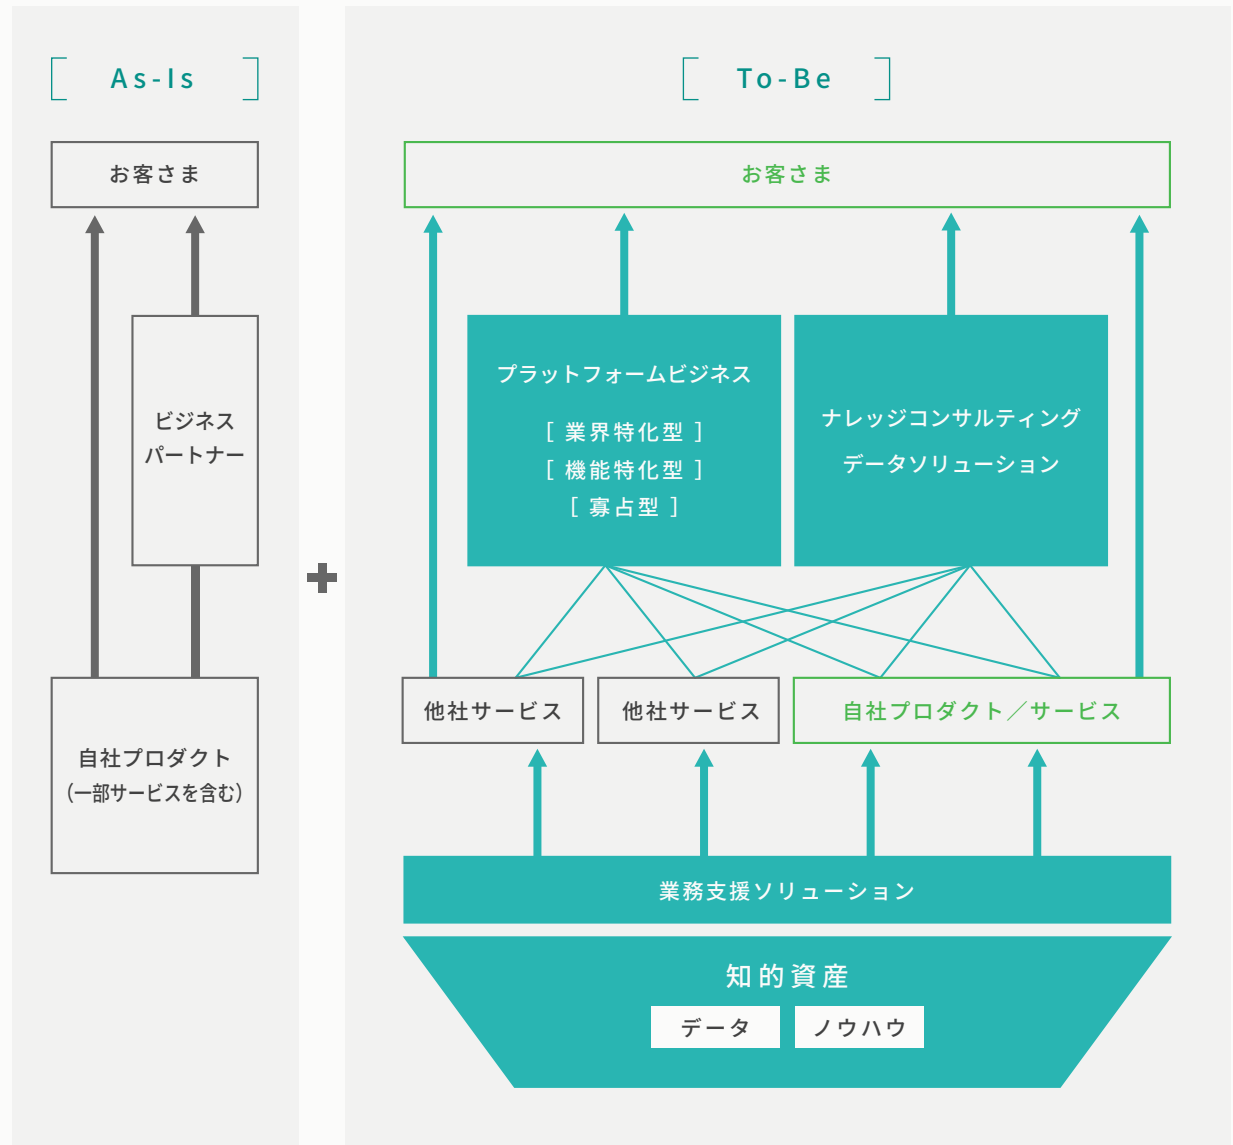 As-Is
お客さま
ビジネス
パートナー
自社プロダクト
（一部サービスを含む）
To-Be
お客さま
プラットフォームビジネス
［ 業界特化型 ］
［ 機能特化型 ］
［ 寡占型 ］
ナレッジコンサルティング
データソリューション
他社サービス
他社サービス
自社プロダクト／サービス
業務支援ソリューション
知的資産
データ
ノウハウ